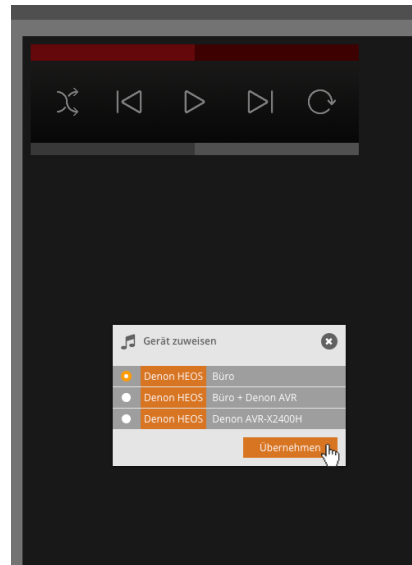 Gerät zuweisen
Denon HEOS Büro
Denon HEOS Büro + Denon AVR
Denon HEOS Denon AVR-X2400H
Übernehmen